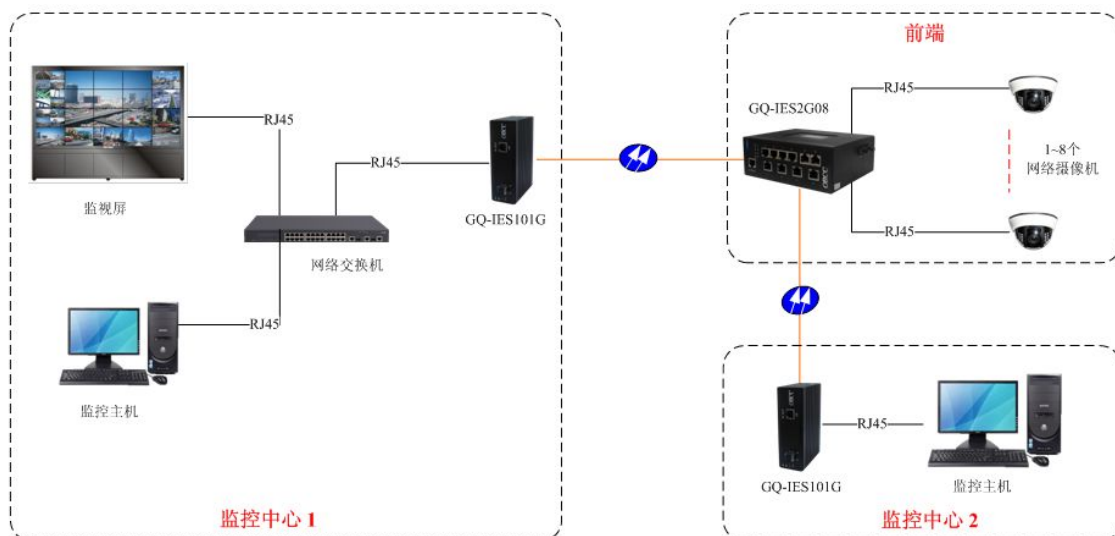 监视屏
RJ45
RJ45
GQ-IES101G
网络交换机
RJ45
监控主机
监控中心 1
前端
GQ-IES2G08
RJ45
1~8个
网络摄像机
RJ45
GQ-IES101G
RJ45
监控主机
监控中心 2